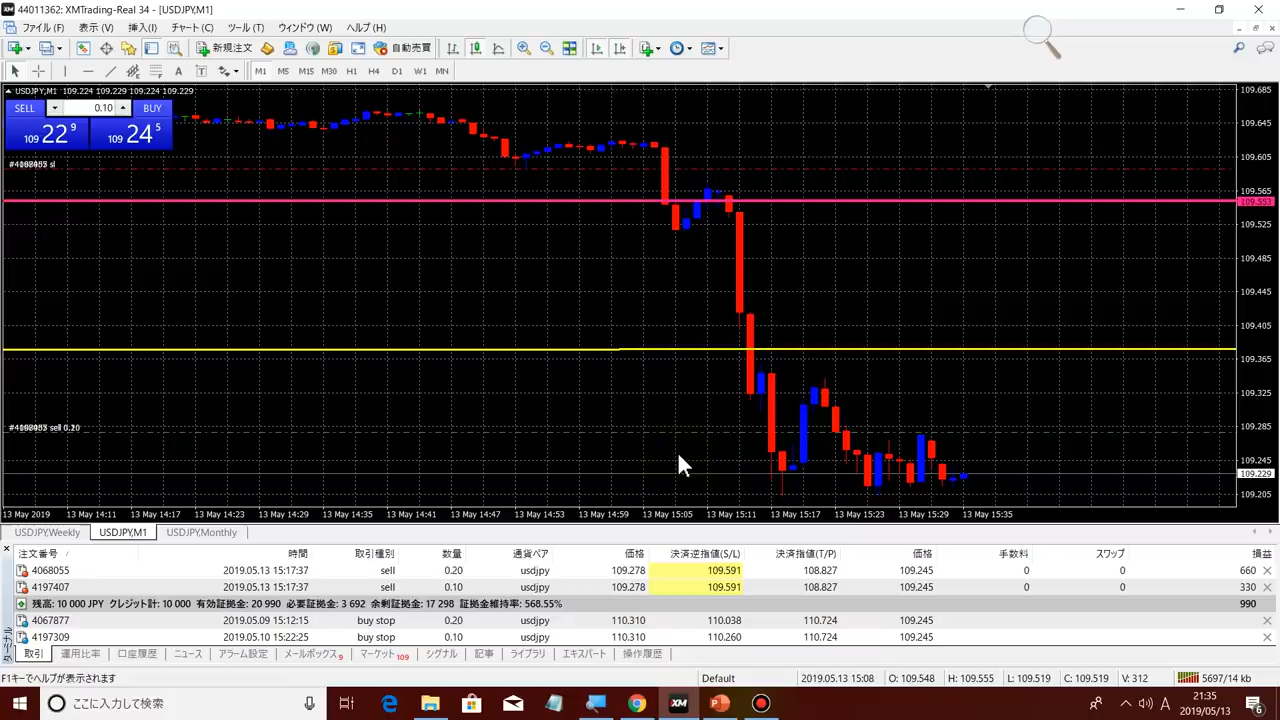 44011362: XMTrading-Real 34 - [USDJPY,M1]
ファイル (F) 表示 (V) 挿入(I) チャート (C) ツール (T) ウィンドウ (W) ヘルプ (H)
新規注文 自動売買
M1 M5 M15 M30 H1 H4 D1 W1 MN
USDJPY,M1 109.224 109.229 109.224 109.229
SELL 0.10 BUY
109 22 9 109 24 5
109.685
109.645
109.605
109.565
109.553
109.525
109.485
109.445
109.405
109.365
109.325
109.285
109.245
109.229
109.205
13 May 2019 13 May 14:11 13 May 14:17 13 May 14:23 13 May 14:29 13 May 14:35 13 May 14:41 13 May 14:47 13 May 14:53 13 May 14:59 13 May 15:05 13 May 15:11 13 May 15:17 13 May 15:23 13 May 15:29 13 May 15:35
USDJPY,Weekly USDJPY,M1 USDJPY,Monthly
注文番号 時間 取引種別 数量 通貨ペア 価格 決済逆指値(S/L) 決済指値(T/P) 価格 手数料 スワップ 損益
4068055 2019.05.13 15:17:37 sell 0.20 usdjpy 109.278 109.591 108.827 109.245 0 0 660
4197407 2019.05.13 15:17:37 sell 0.10 usdjpy 109.278 109.591 108.827 109.245 0 0 330
残高: 10 000 JPY クレジット計: 10 000 有効証拠金: 20 990 必要証拠金: 3 692 余剰証拠金: 17 298 証拠金維持率: 568.55% 990
4067877 2019.05.09 15:12:15 buy stop 0.20 usdjpy 110.310 110.038 110.724 109.245
4197309 2019.05.10 15:22:25 buy stop 0.10 usdjpy 110.310 110.260 110.724 109.245
取引 運用比率 口座履歴 ニュース アラーム設定 メールボックス 9 マーケット 109 シグナル 記事 ライブラリ エキスパート 操作履歴
F1キーでヘルプが表示されます Default 2019.05.13 15:08 O: 109.548 H: 109.555 L: 109.519 C: 109.519 V: 312 5697/14 kb
ここに入力して検索 XM A 21:35
2019/05/13 6